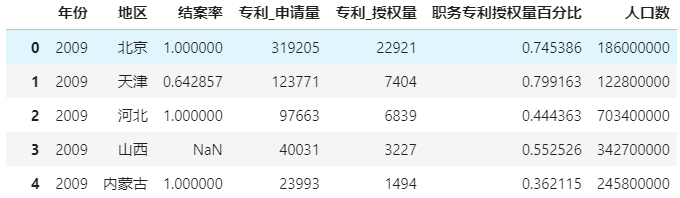 年份 地区 结案率 专利_申请量 专利_授权量 职务专利授权量百分比 人口数
0 2009 北京 1.000000 319205 22921 0.745386 186000000
1 2009 天津 0.642857 123771 7404 0.799163 122800000
2 2009 河北 1.000000 97663 6839 0.444363 703400000
3 2009 山西 NaN 40031 3227 0.552526 342700000
4 2009 内蒙古 1.000000 23993 1494 0.362115 245800000